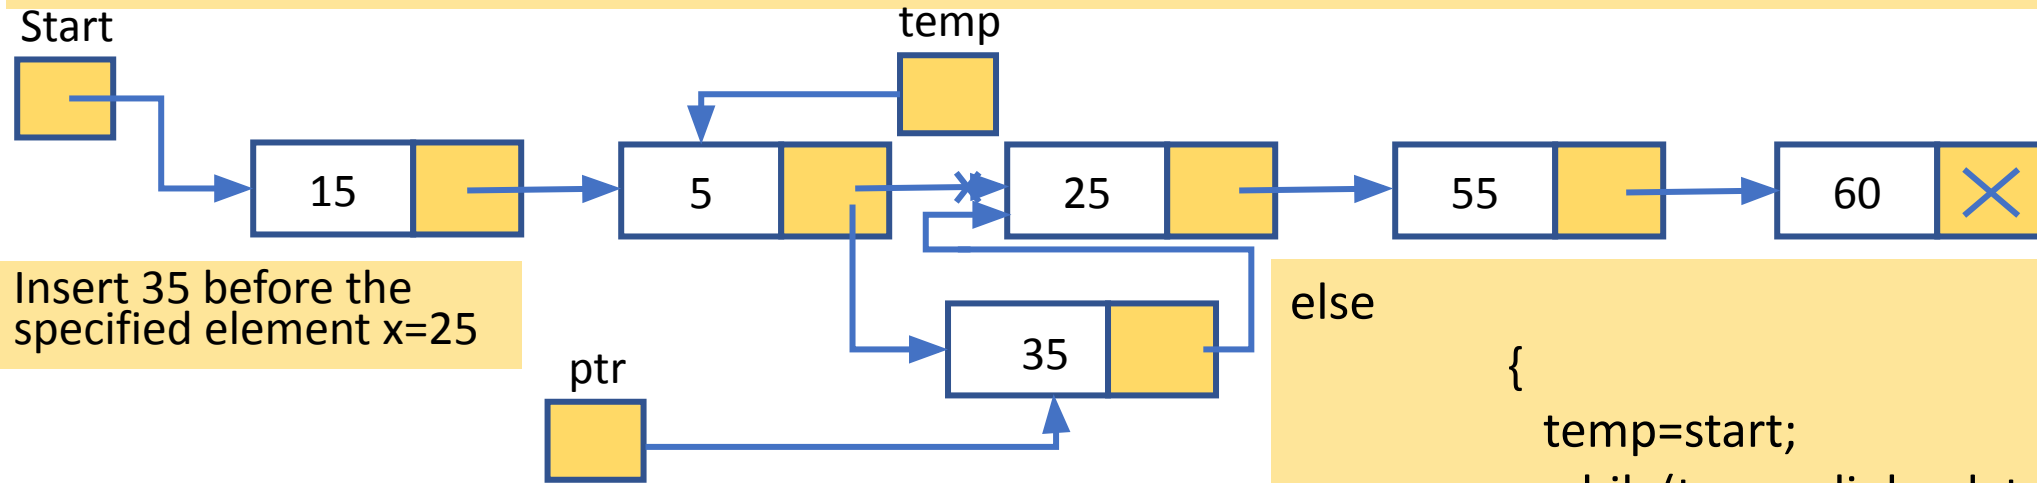 Start
temp
15
5
25
55
60
Insert 35 before the
specified element x=25
35
ptr
else
{
temp=start;